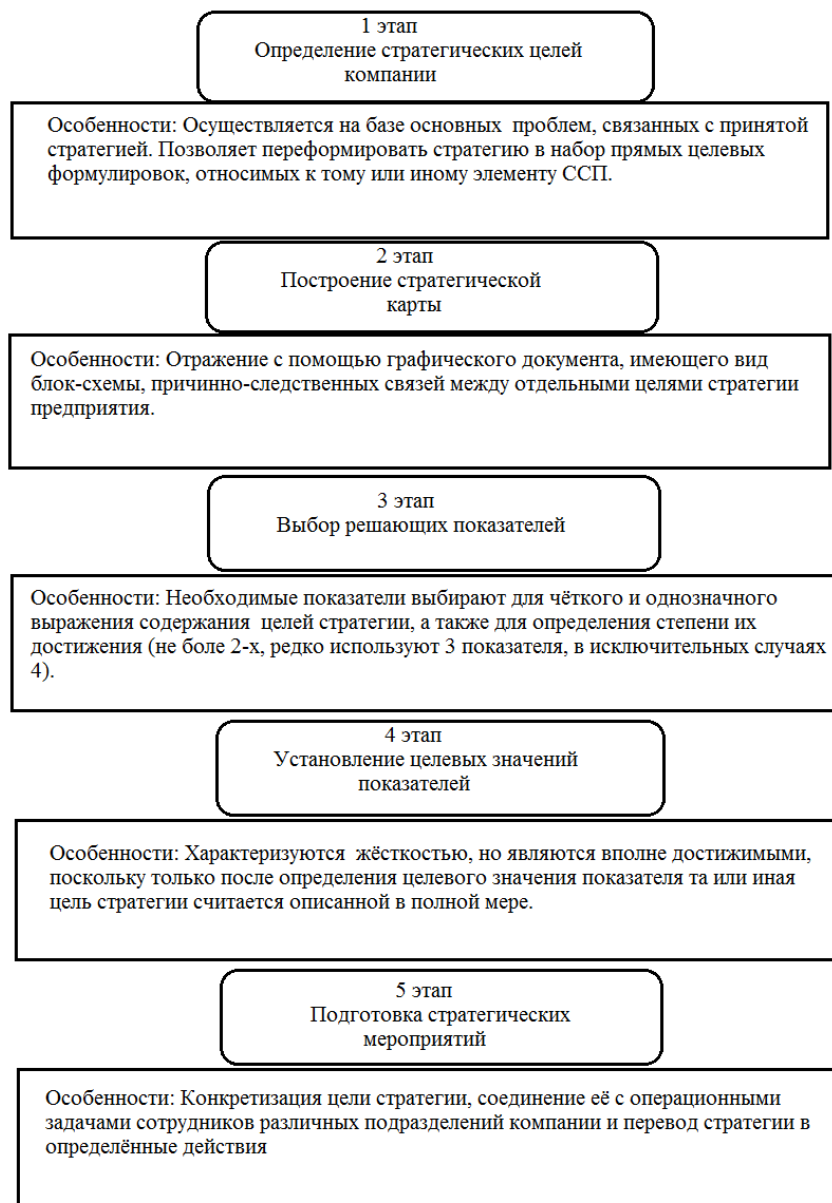 1 этап
Определение стратегических целей
компании
Особенности: Осуществляется на базе основных проблем, связанных с принятой
стратегией. Позволяет переформировать стратегию в набор прямых целевых
формулировок, относимых к тому или иному элементу ССП.
2 этап
Построение стратегической
карты
Особенности: Отражение с помощью графического документа, имеющего вид
блок-схемы, причинно-следственных связей между отдельными целями стратегии
предприятия.
3 этап
Выбор решающих показателей
Особенности: Необходимые показатели выбирают для чёткого и однозначного
выражения содержания целей стратегии, а также для определения степени их
достижения (не боле 2-х, редко используют 3 показателя, в исключительных случаях
4).
4 этап
Установление целевых значений
показателей
Особенности: Характеризуются жёсткостью, но являются вполне достижимыми,
поскольку только после определения целевого значения показателя та или иная
цель стратегии считается описанной в полной мере.
5 этап
Подготовка стратегических
мероприятий
Особенности: Конкретизация цели стратегии, соединение её с операционными
задачами сотрудников различных подразделений компании и перевод стратегии в
определённые действия